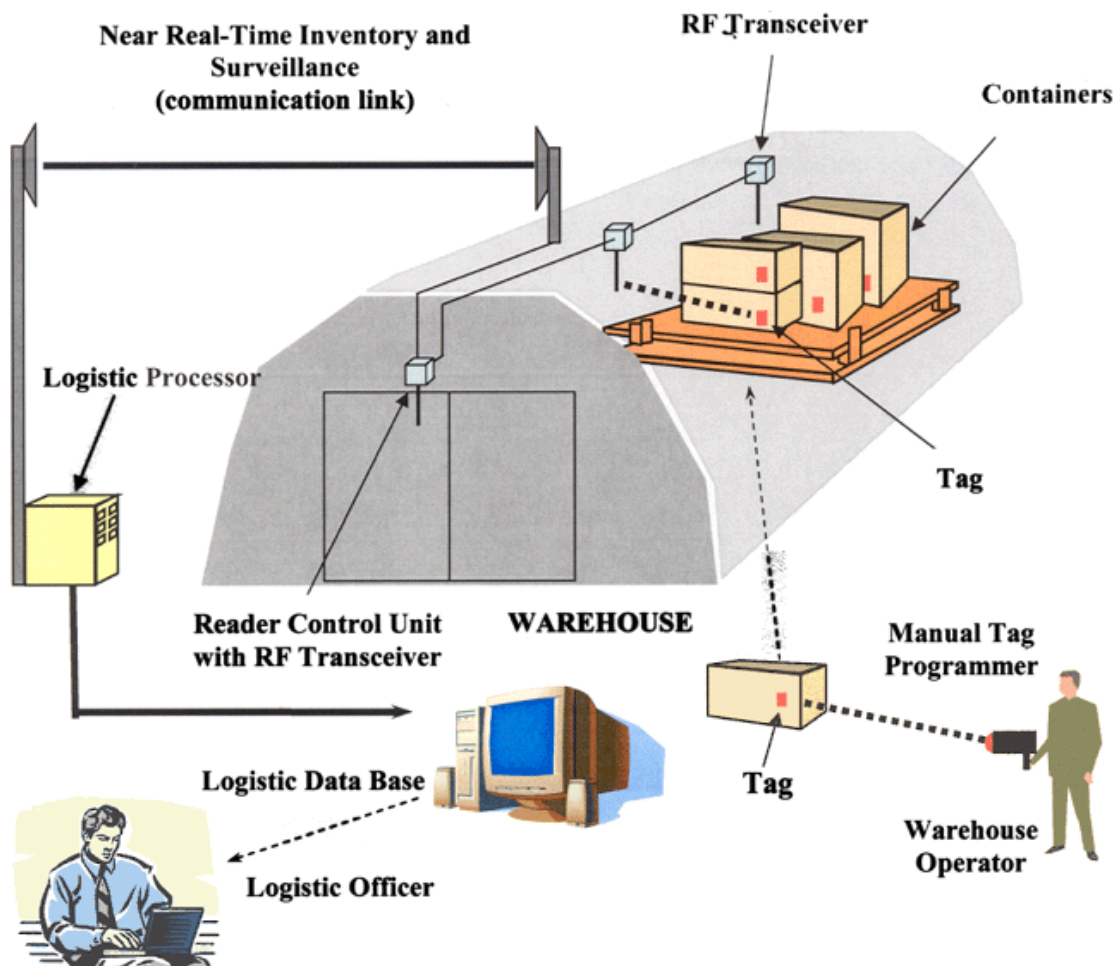 Near Real-Time Inventory and
Surveillance
(communication link)
RF Transceiver
Containers
Logistic Processor
Tag
Reader Control Unit
with RF Transceiver
WAREHOUSE
Manual Tag
Programmer
Tag
Logistic Data Base
Warehouse
Operator
Logistic Officer